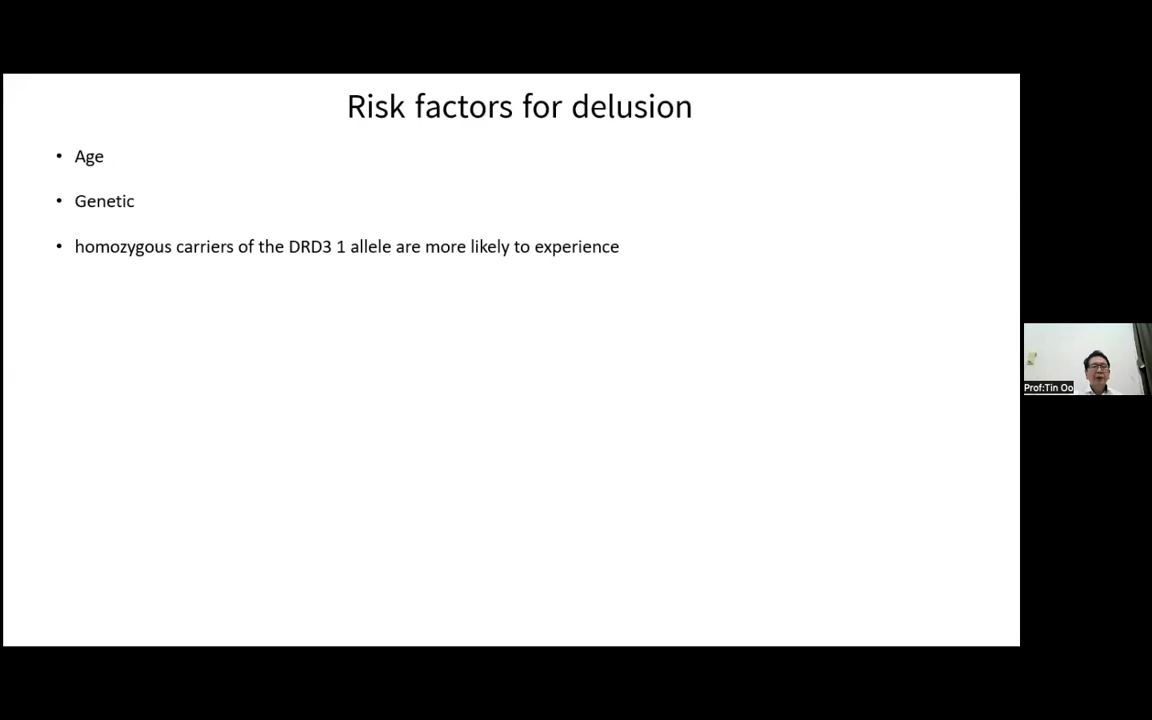 Risk factors for delusion
• Age
• Genetic
• homozygous carriers of the DRD3 1 allele are more likely to experience
Prof:Tin Oo